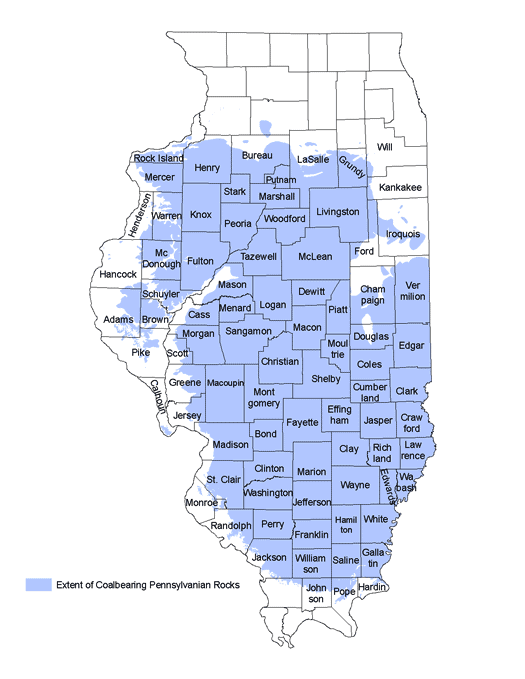 Will
Rock Island
Bureau
LaSalle
Henry
Grundy
Mercer
Putnam
Kankakee
Stark
Marshall
Henderson
Warren
Knox
Livingston
Peoria
Woodford
Iroquois
Mc
Donough
Fulton
Tazewell
McLean
Ford
Hancock
Mason
Schuyler
Dewitt
Cham
paign
Ver
milion
Logan
Menard
Piatt
Cass
Adams
Brown
Morgan
Sangamon
Macon
Douglas
Moul
trie
Edgar
Pike
Scott
Christian
Coles
Shelby
Greene
Macoupin
Cumber
land
Clark
Calhoun
Mont
gomery
Effing
ham
Jersey
Fayette
Jasper
Craw
ford
Bond
Madison
Clay
Rich
land
Law
rence
Clinton
Marion
St. Clair
Wayne
Edwards
Wa
bash
Washington
Jefferson
Monroe
Randolph
Perry
Hamil
ton
White
Franklin
Jackson
William
son
Saline
Galla
tin
John
son
Pope
Hardin
Extent of Coalbearing Pennsylvanian Rocks